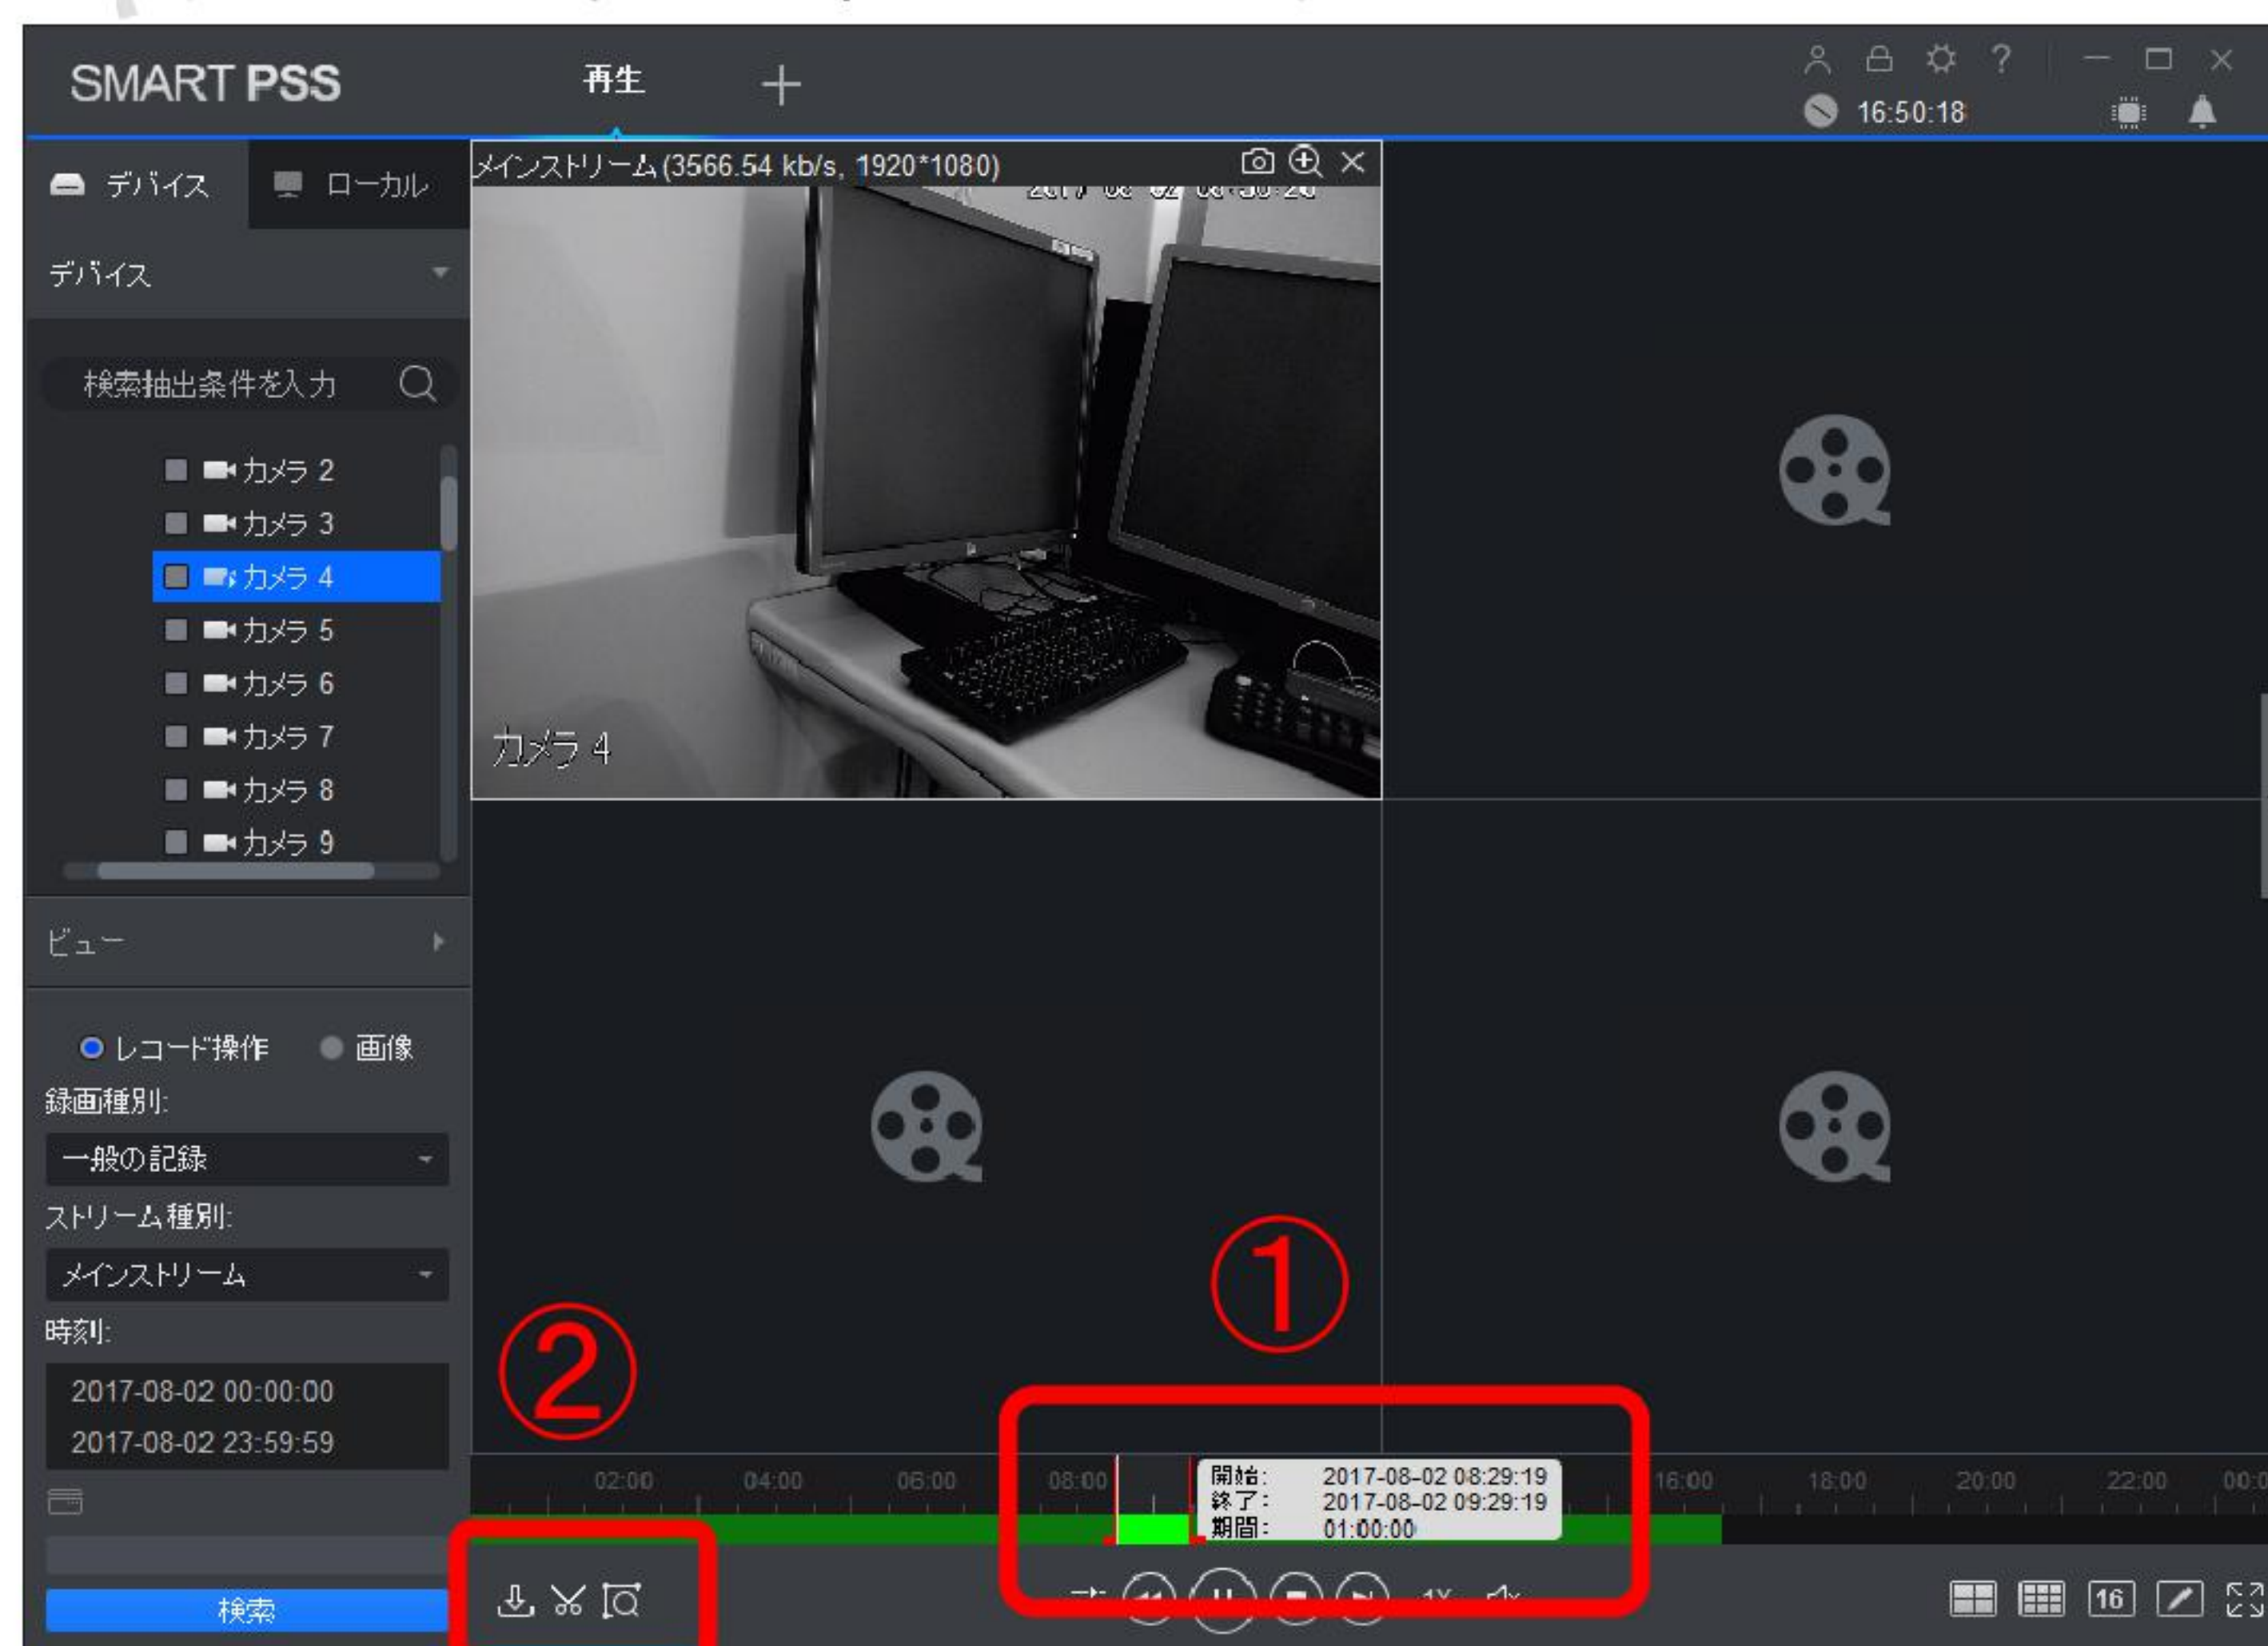 SMART PSS
再生
?
16:50:18
デバイス
ローカル
デバイス
検索抽出条件を入力
カメラ 2
カメラ 3
カメラ 4
カメラ 5
カメラ 6
カメラ 7
カメラ 8
カメラ 9
ビュー
レコード操作
画像
録画種別:
一般の記録
ストリーム種別:
メインストリーム
時刻:
2017-08-02 00:00:00
2017-08-02 23:59:59
検索
メインストリーム (3566.54 kb/s, 1920*1080)
カメラ 4
①
②
02:00 04:00 06:00 08:00 16:00 18:00 20:00 22:00
開始: 2017-08-02 08:29:19
終了: 2017-08-02 09:29:19
期間: 01:00:00
16